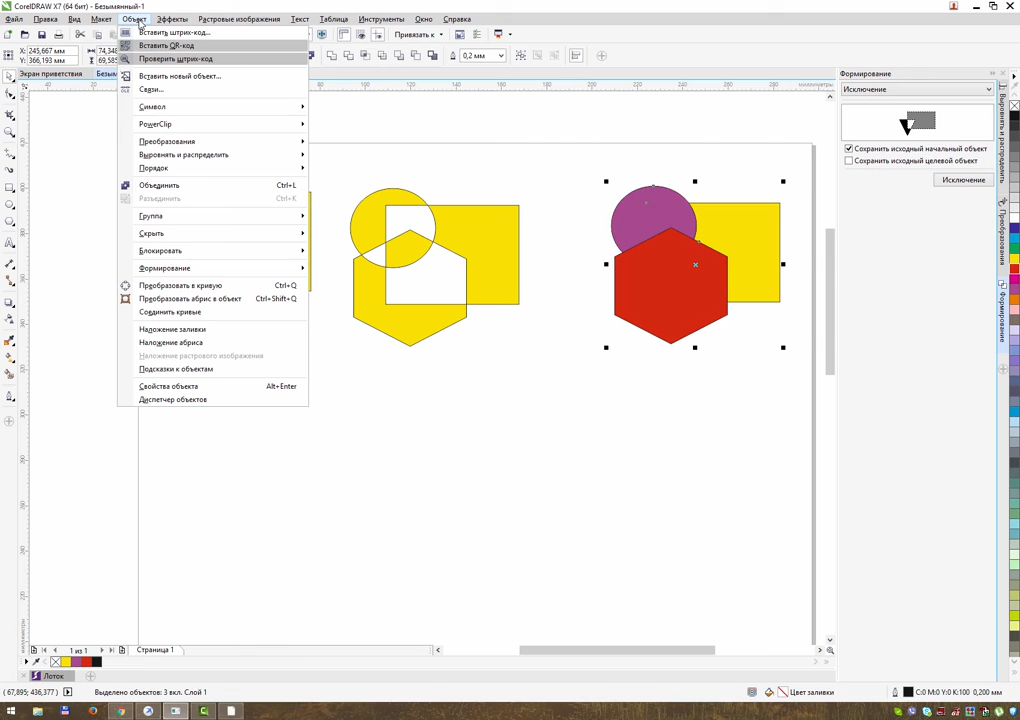 CorelDRAW X7 (64 бит) - Безымянный-1
Файл Правка Вид Макет Объект Эффекты Растровые изображения Текст Таблица Инструменты Окно Справка
Привязать к
X: 245,667 мм
Y: 366,193 мм
0,2 мм
Экран приветствия
Вставить штрих-код...
Вставить QR-код
Проверить штрих-код
Вставить новый объект...
Связи...
Символ
PowerClip
Преобразования
Выровнять и распределить
Порядок
Объединить Ctrl+L
Разъединить Ctrl+K
Группа
Скрыть
Блокировать
Формирование
Преобразовать в кривую Ctrl+Q
Преобразовать абрис в объект Ctrl+Shift+Q
Соединить кривые
Наложение заливки
Наложение абриса
Наложение растрового изображения
Подсказки к объектам
Свойства объекта Alt+Enter
Диспетчер объектов
миллиметры
Формирование
Исключение
Сохранить исходный начальный объект
Сохранить исходный целевой объект
Исключение
Выровнять и распределить
Преобразования
Формирование
1 из 1
Страница 1
Лоток
( 67,895; 436,377 )
Выделено объектов: 3 вкл. Слой 1
Цвет заливки
C:0 M:0 Y:0 K:100 0,200 мм